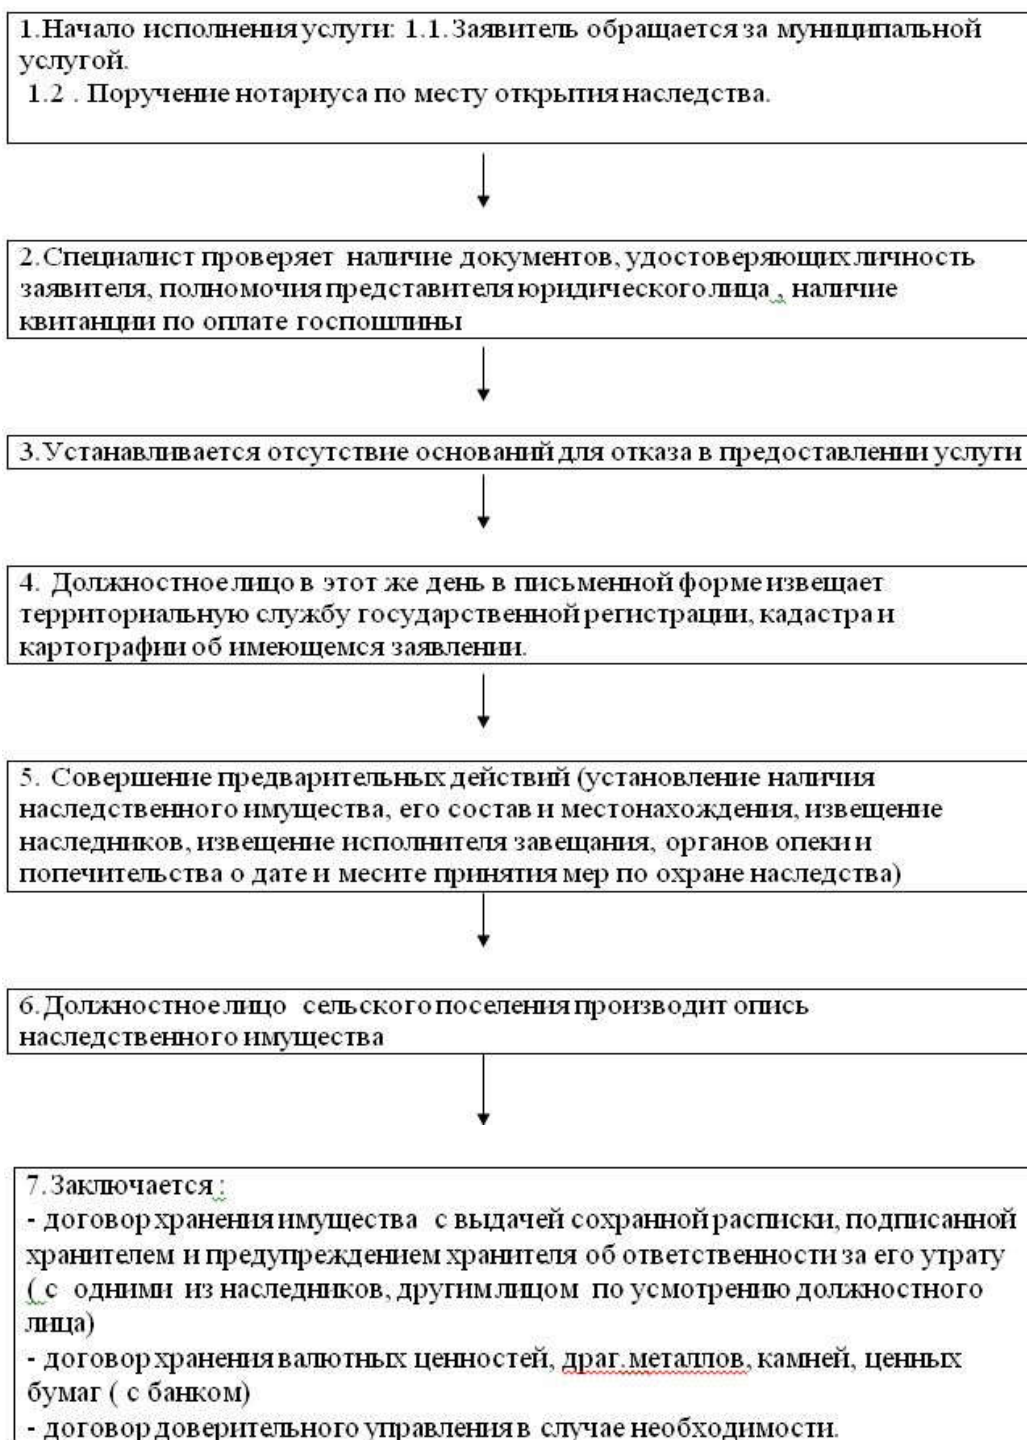 1.Начало исполнения услуги: 1.1.Заявитель обращается за муниципальной
услугой.
1.2 . Поручение нотариуса по месту открытия наследства.
2.Специалист проверяет наличие документов, удостоверяющих личность
заявителя, полномочия представителя юридического лица , наличие
квитанции по оплате госпошлины
3.Устанавливается отсутствие оснований для отказа в предоставлении услуги
4. Должностное лицо в этот же день в письменной форме извещает
территориальную службу государственной регистрации, кадастра и
картографии об имеющемся заявлении.
5. Совершение предварительных действий (установление наличия
наследственного имущества, его состав и местонахождения, извещение
наследников, извещение исполнителя завещания, органов опеки и
попечительства о дате и месите принятия мер по охране наследства)
6.Должностное лицо сельского поселения производит опись
наследственного имущества
7.Заключается :
- договор хранения имущества с выдачей сохранной расписки, подписанной
хранителем и предупреждением хранителя об ответственности за его утрату
( с одними из наследников, другим лицом по усмотрению должностного
лица)
- договор хранения валютных ценностей, драг.металлов, камней, ценных
бумаг ( с банком)
- договор доверительного управления в случае необходимости.